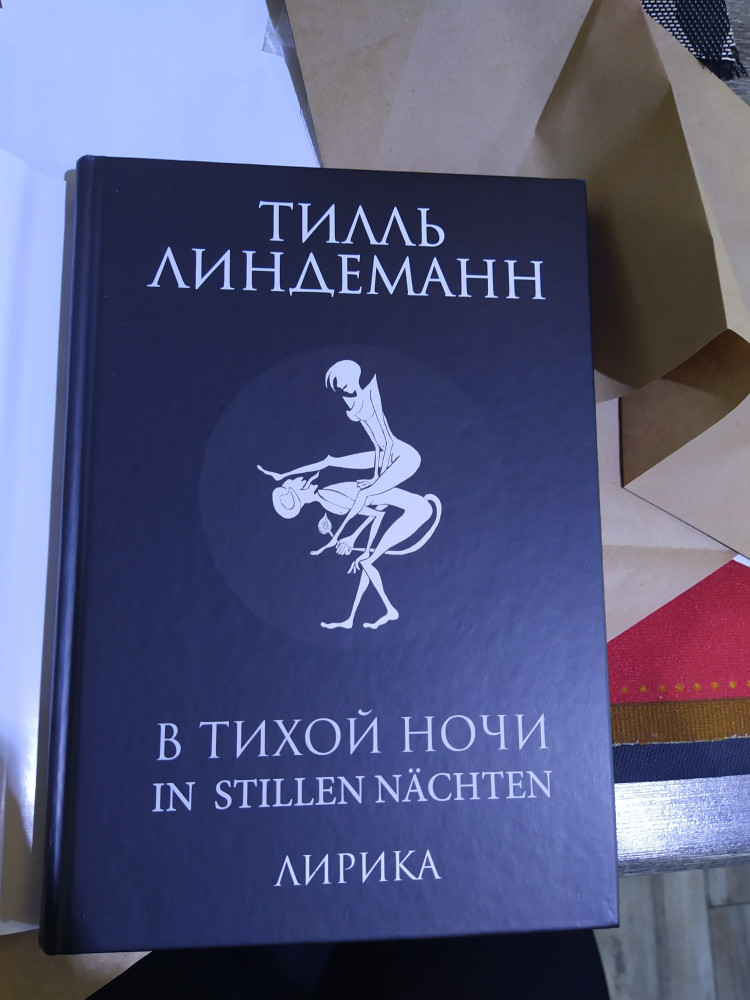 ТИЛЛЬ
ЛИНДЕМАНН
В ТИХОЙ НОЧИ
IN STILLEN NÄCHTEN
ЛИРИКА